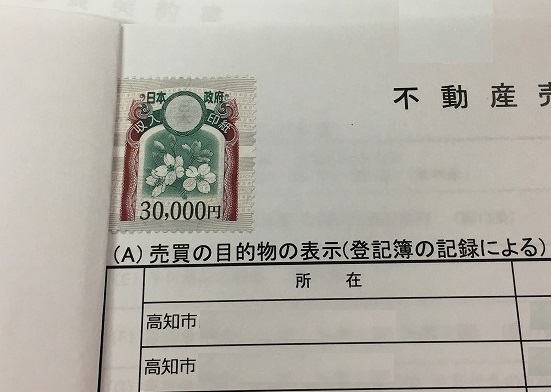 日本 政府
収入印紙
30,000円
不動産売
(A) 売買の目的物の表示(登記簿の記録による)
所 在
高知市
高知市